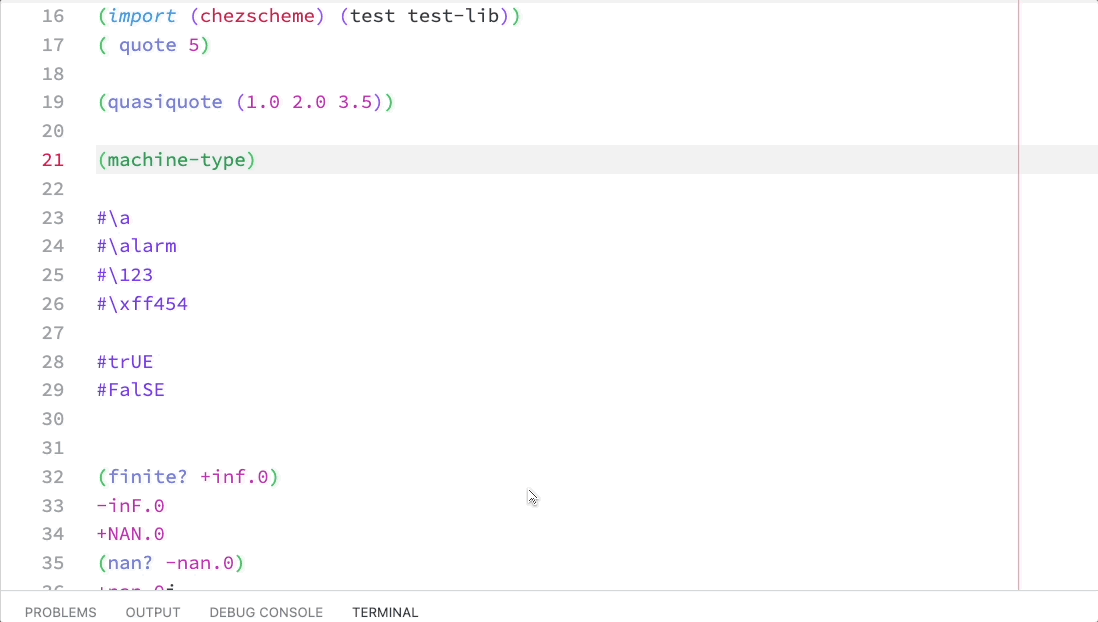 16 (import (chezscheme) (test test-lib))
17 ( quote 5)
18
19 (quasiquote (1.0 2.0 3.5))
20
21 (machine-type)
22
23 #\a
24 #\alarm
25 #\123
26 #\xff454
27
28 #trUE
29 #FalSE
30
31
32 (finite? +inf.0)
33 -inF.0
34 +NAN.0
35 (nan? -nan.0)
PROBLEMS OUTPUT DEBUG CONSOLE TERMINAL